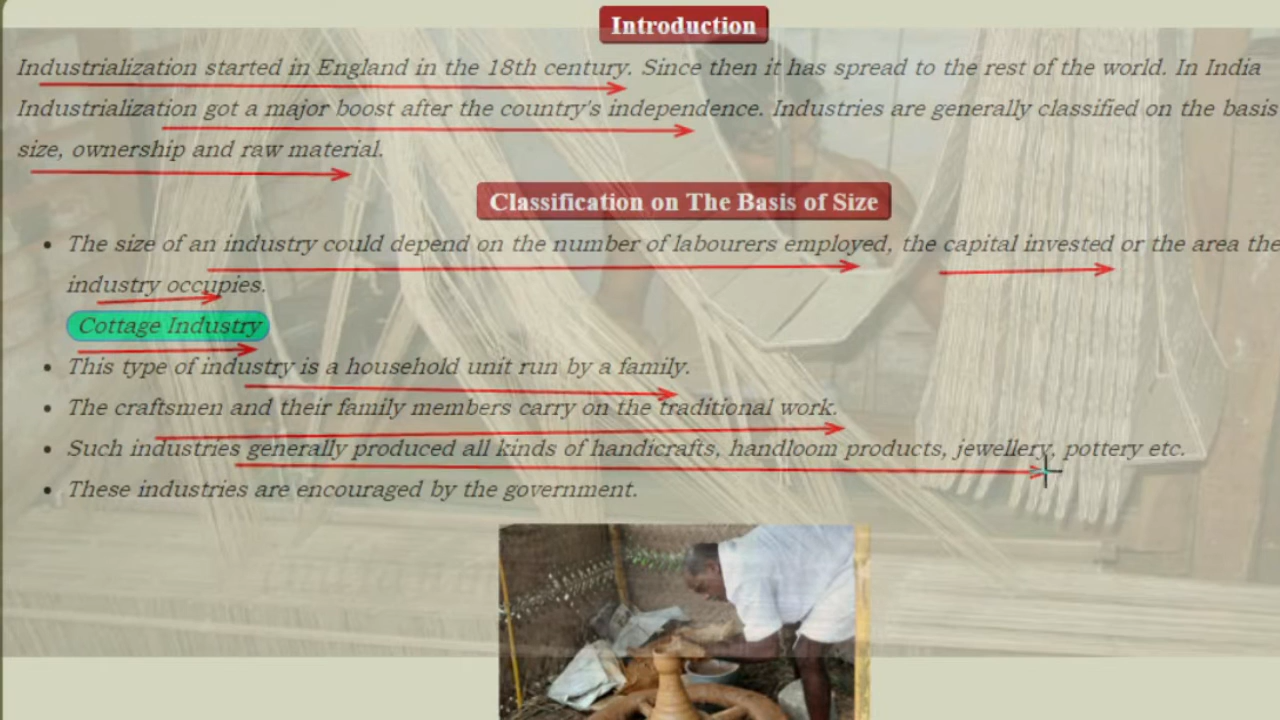 Introduction
Industrialization started in England in the 18th century. Since then it has spread to the rest of the world. In India
Industrialization got a major boost after the country's independence. Industries are generally classified on the basis
size, ownership and raw material.
Classification on The Basis of Size
• The size of an industry could depend on the number of labourers employed, the capital invested or the area the
industry occupies.
Cottage Industry
• This type of industry is a household unit run by a family.
• The craftsmen and their family members carry on the traditional work.
• Such industries generally produced all kinds of handicrafts, handloom products, jewellery, pottery etc.
• These industries are encouraged by the government.